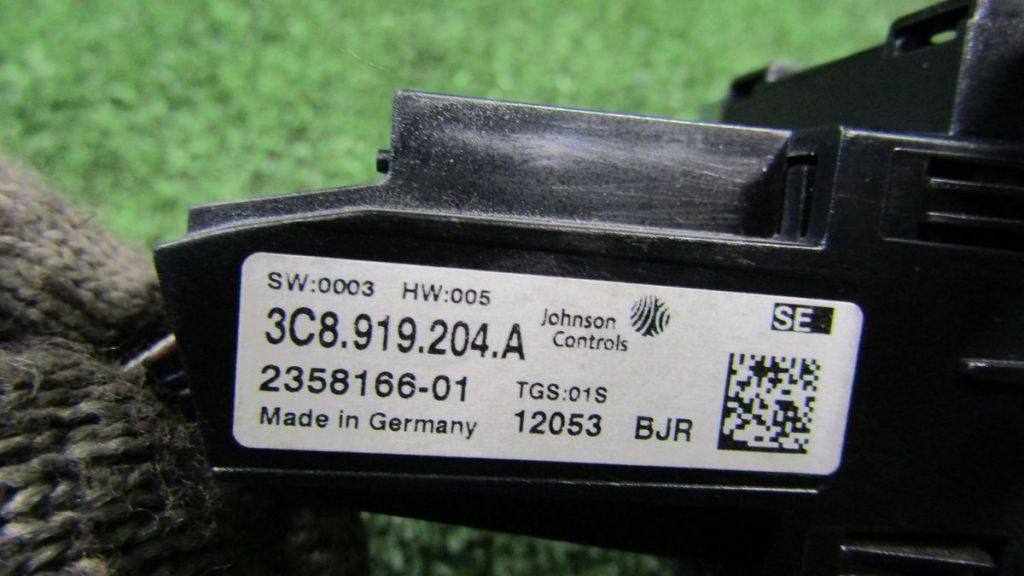 SW:0003 HW:005
3C8.919.204.A
Johnson
Controls
SE
2358166-01 TGS:01S
Made in Germany 12053 BJR